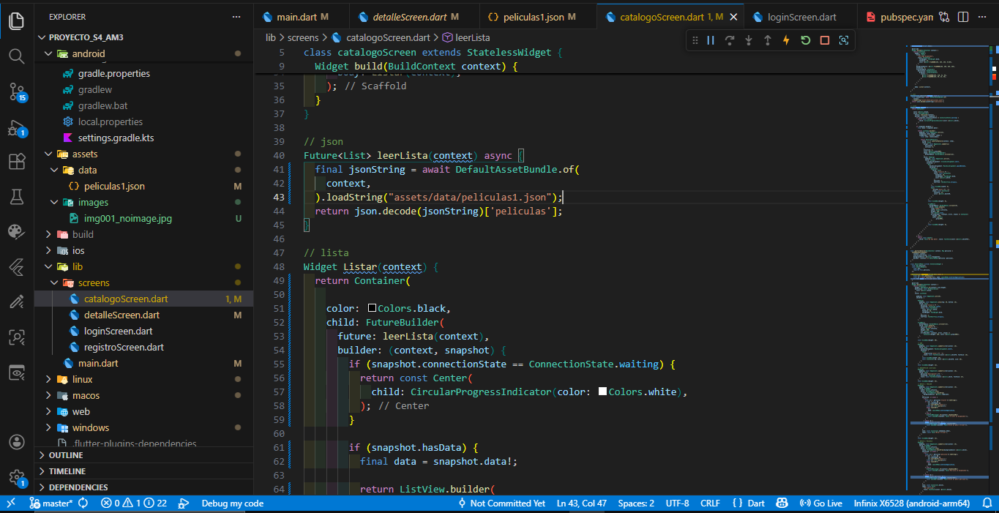 EXPLORER
PROYECTO_S4_AM3
android
gradle.properties
gradlew
gradlew.bat
local.properties
settings.gradle.kts
assets
data
peliculas1.json M
images
img001_noimage.jpg U
build
ios
lib
screens
catalogoScreen.dart 1, M
detalleScreen.dart M
loginScreen.dart
registroScreen.dart
main.dart M
linux
macos
web
windows
.flutter-plugins-dependencies
OUTLINE
TIMELINE
DEPENDENCIES
15
1
1
main.dart M
detalleScreen.dart M
peliculas1.json M
catalogoScreen.dart 1, M
loginScreen.dart
pubspec.yam
lib > screens > catalogoScreen.dart > leerLista
5 class catalogoScreen extends StatelessWidget {
9 Widget build(BuildContext context) {
35 ); // Scaffold
36 }
37 }
38
39 // json
40 Future<List> leerLista(context) async {
41 final jsonString = await DefaultAssetBundle.of(
42 context,
43 ).loadString("assets/data/peliculas1.json");
44 return json.decode(jsonString)['peliculas'];
45 }
46
47 // lista
48 Widget Listar(context) {
49 return Container(
50
51 color: Colors.black,
52 child: FutureBuilder(
53 future: leerLista(context),
54 builder: (context, snapshot) {
55 if (snapshot.connectionState == ConnectionState.waiting) {
56 return const Center(
57 child: CircularProgressIndicator(color: Colors.white),
58 ); // Center
59 }
60
61 if (snapshot.hasData) {
62 final data = snapshot.data!;
63
64 return ListView.builder(
master* 0 1 22 Debug my code Not Committed Yet Ln 43, Col 47 Spaces: 2 UTF-8 CRLF { } Dart Go Live Infinix X6528 (android-arm64)